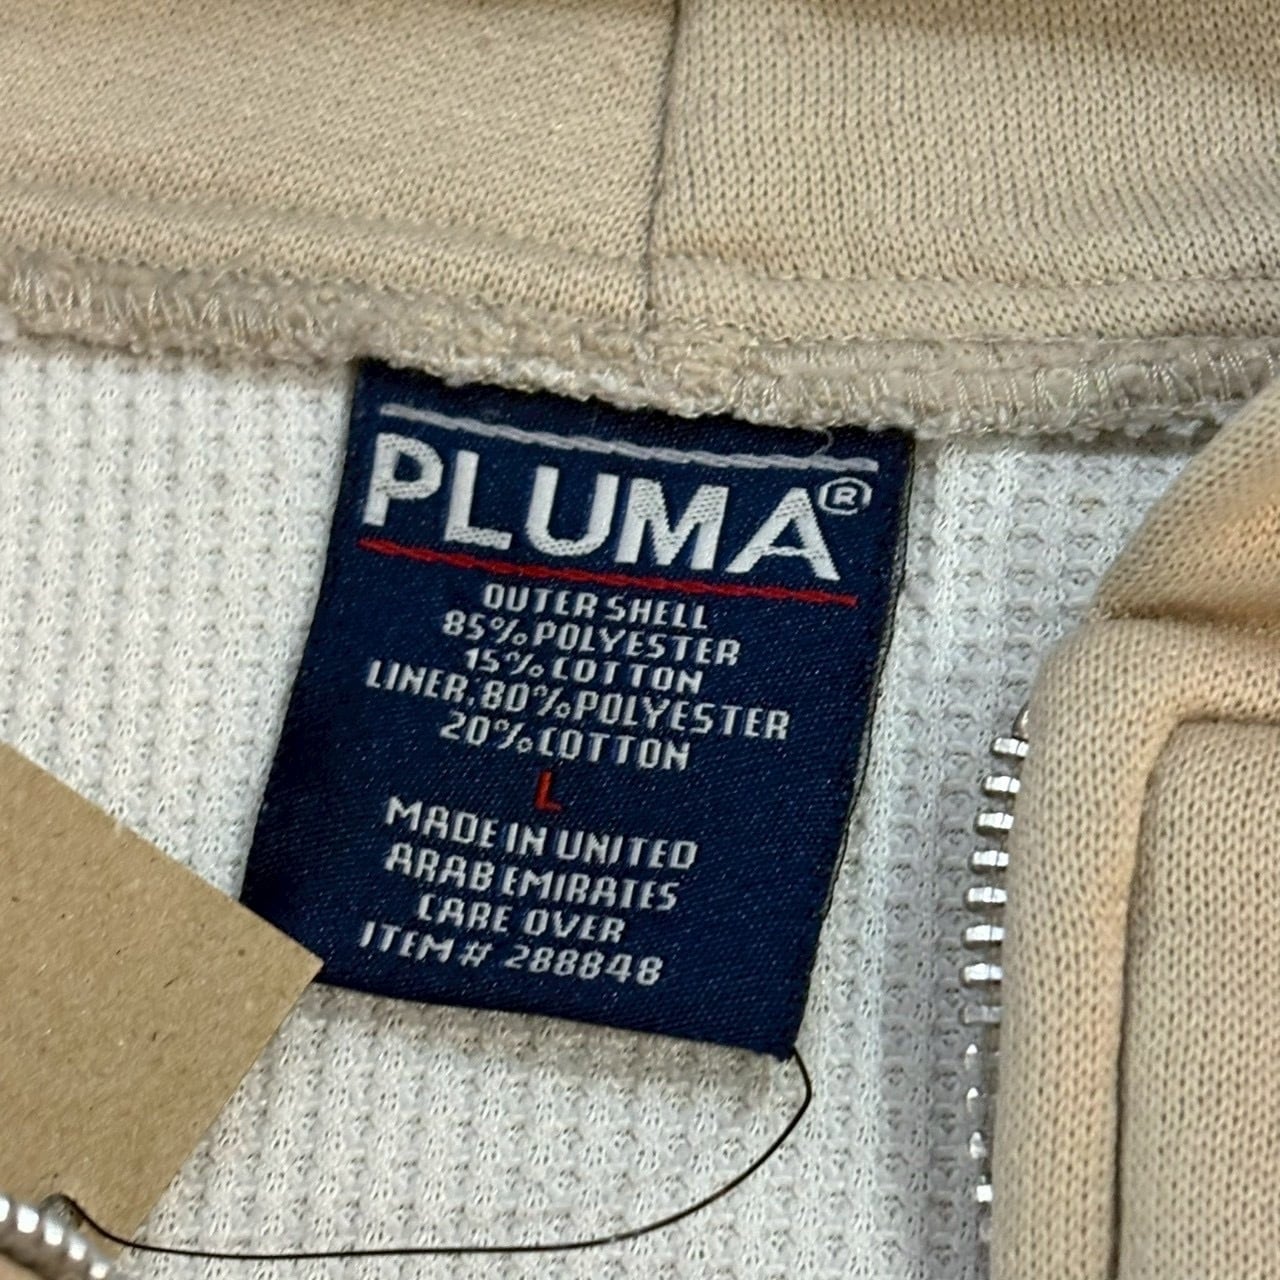 PLUMA®
OUTER SHELL
85% POLYESTER
15% COTTON
LINER, 80% POLYESTER
20% COTTON
L
MADE IN UNITED
ARAB EMIRATES
CARE OVER
ITEM # 288848